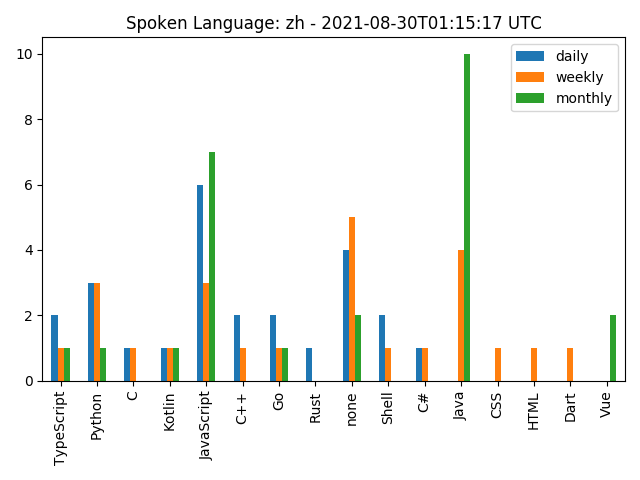 Spoken Language: zh - 2021-08-30T01:15:17 UTC
daily
weekly
monthly
10
8
6
4
2
0
TypeScript
Python
C
Kotlin
JavaScript
C++
Go
Rust
none
Shell
C#
Java
CSS
HTML
Dart
Vue